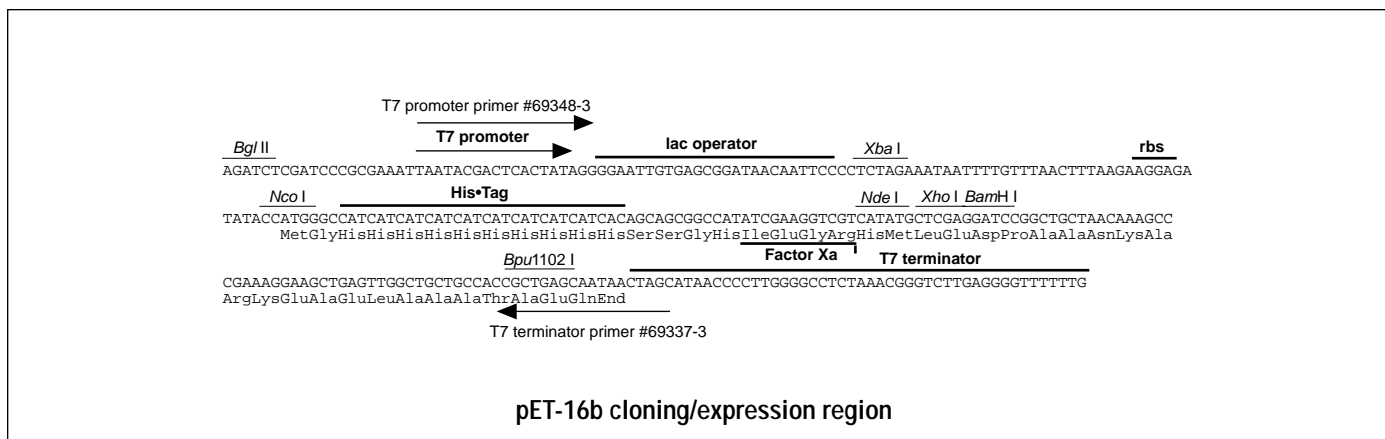 T7 promoter primer #69348-3
Bgl II T7 promoter lac operator Xba I rbs
AGATCTCGATCCCGCGAAATTAATACGACTCACTATAGGGGAATTGTGAGCGGATAACAATTCCCCTCTAGAAATAATTTTGTTTAACTTTAAGAAGGAGA
Nco I His•Tag Nde I Xho I BamH I
TATACCATGGGCCATCATCATCATCATCATCATCATCATCACAGCAGCGGCCATATCGAAGGTCGTCATATGCTCGAGGATCCGGCTGCTAACAAAGCC
MetGlyHisHisHisHisHisHisHisHisHisHisSerSerGlyHisIleGluGlyArgHisMetLeuGluAspProAlaAlaAsnLysAla
Bpu1102 I Factor Xa T7 terminator
CGAAAGGAAGCTGAGTTGGCTGCTGCCACCGCTGAGCAATAACTAGCATAACCCCTTGGGGCCTCTAAACGGGTCTTGAGGGGTTTTTTG
ArgLysGluAlaGluLeuAlaAlaAlaThrAlaGluGlnEnd
T7 terminator primer #69337-3
pET-16b cloning/expression region